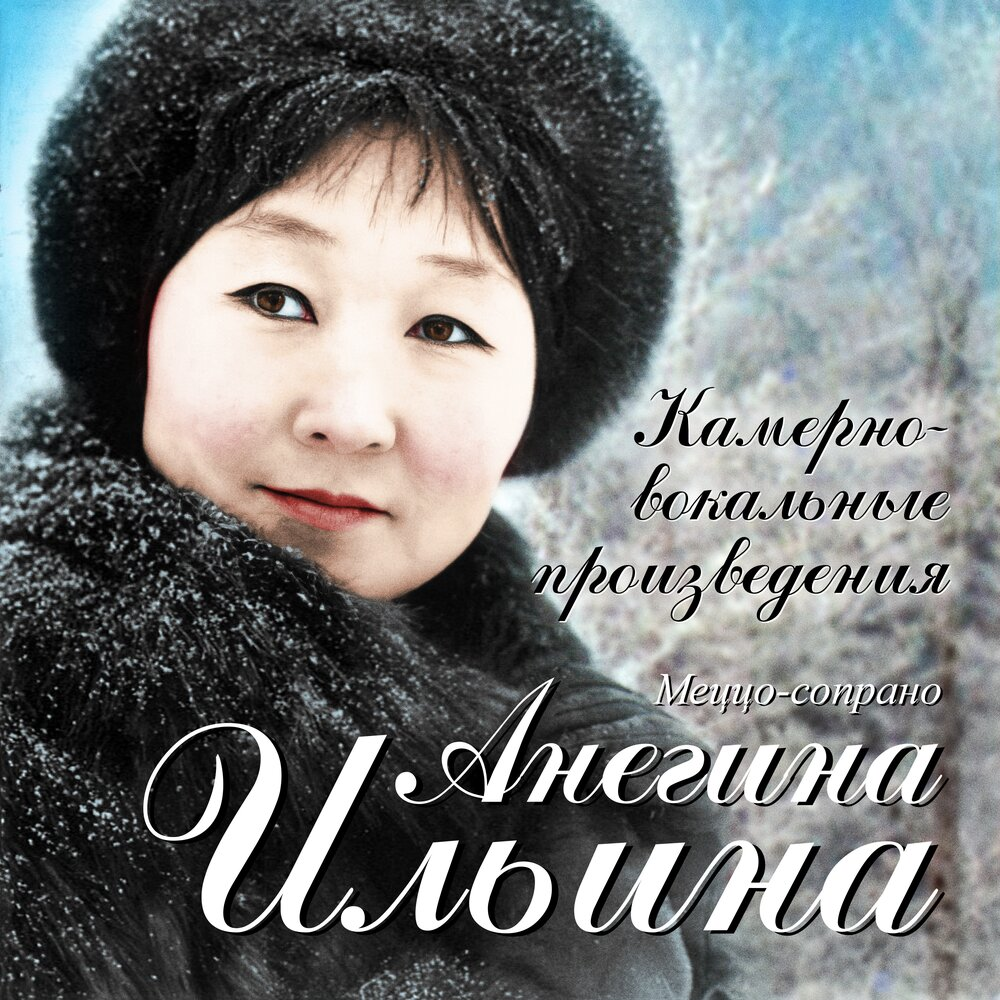 Камерно-
вокальные
произведения
Меццо-сопрано
Анегина
Ильина